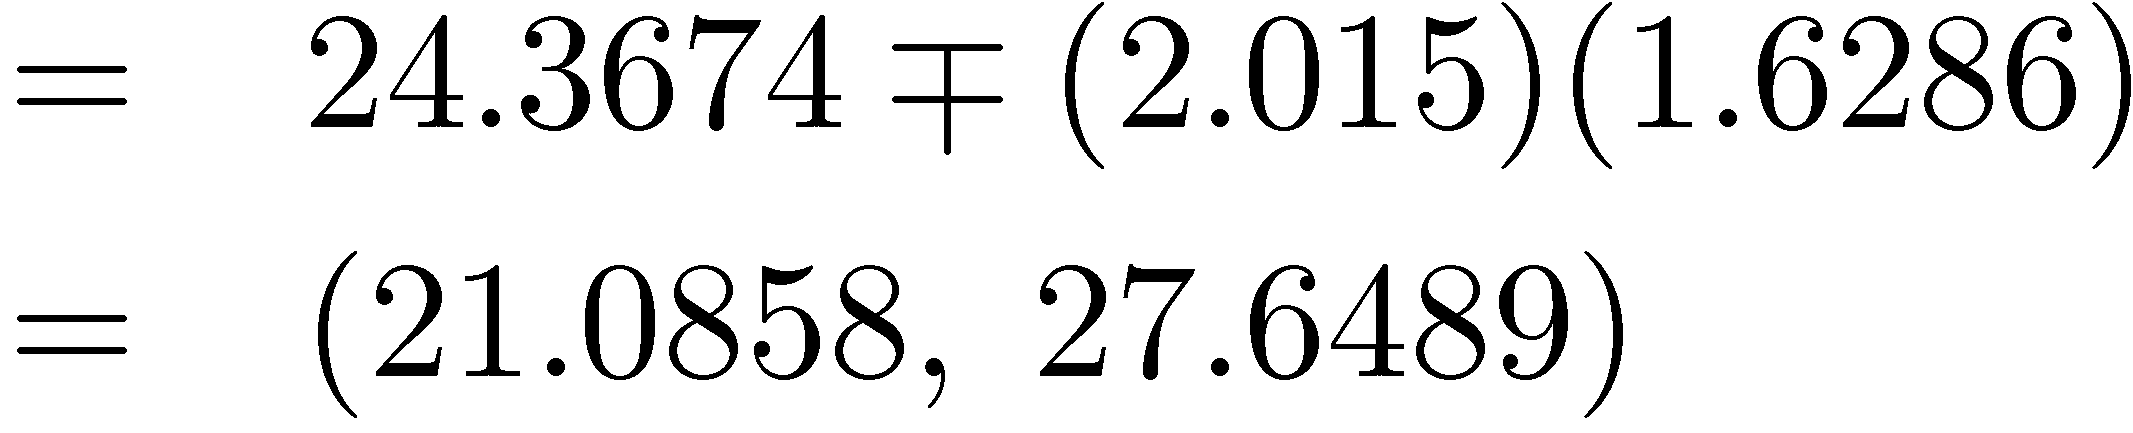 = 24.3674 ∓ (2.015)(1.6286)
= (21.0858, 27.6489)